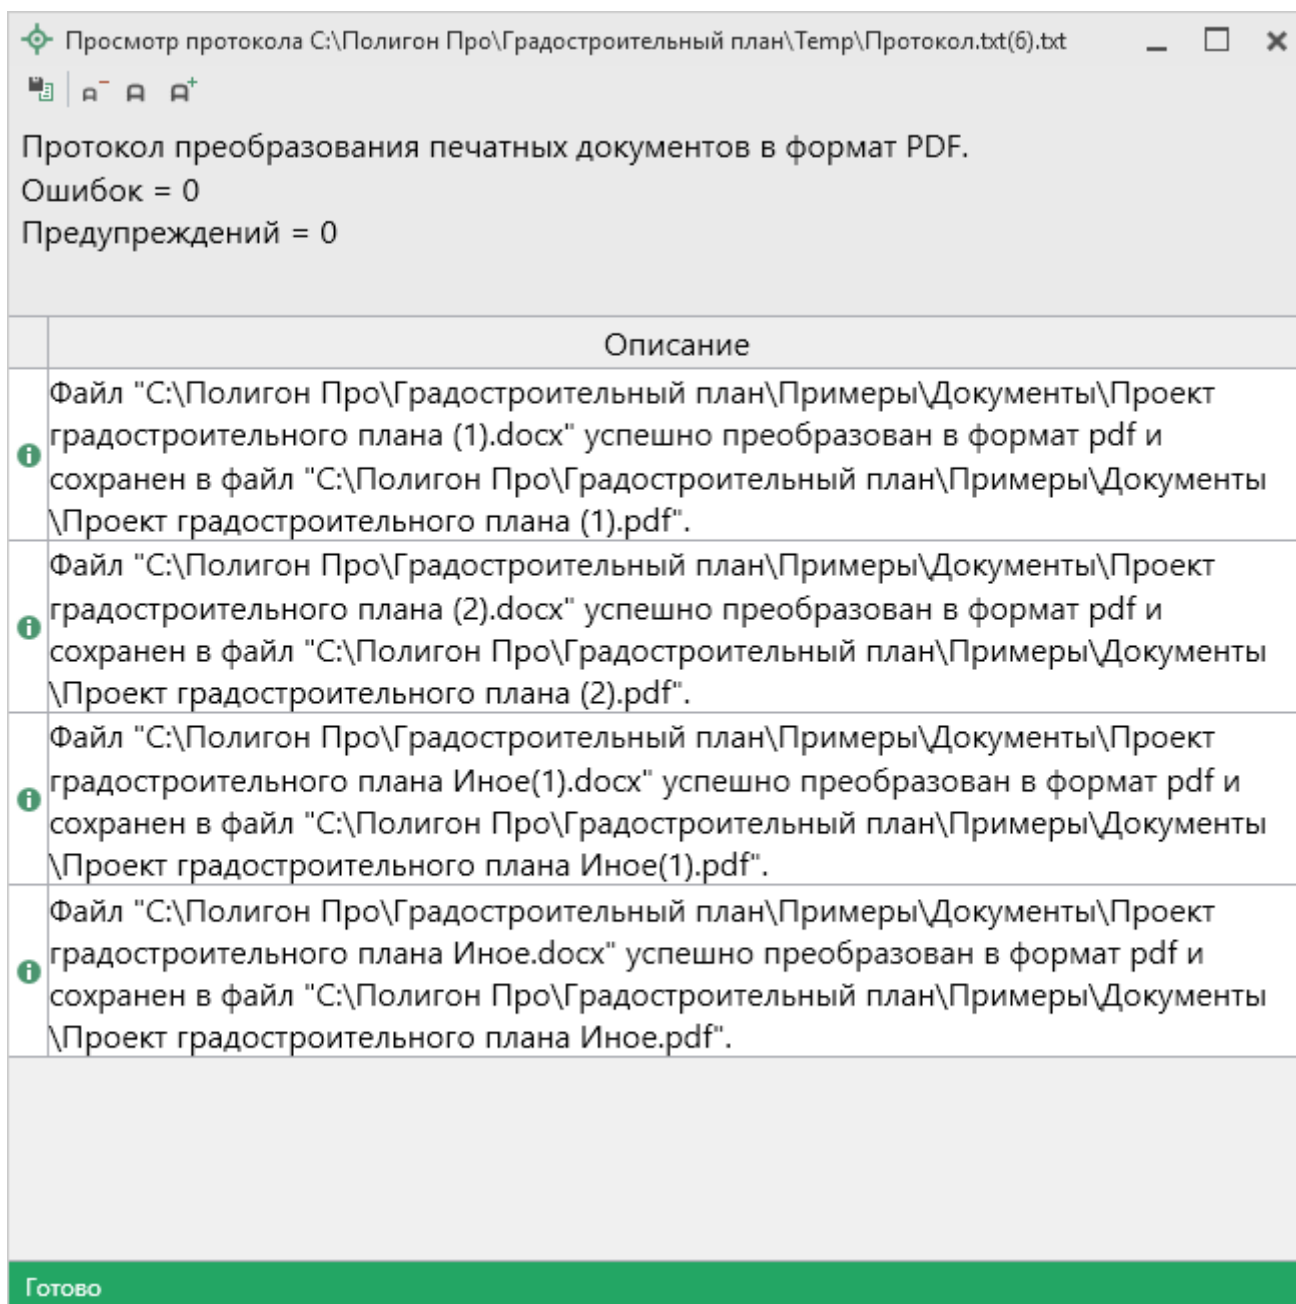 Просмотр протокола C:\Полигон Про\Градостроительный план\Temp\Протокол.txt(6).txt
Протокол преобразования печатных документов в формат PDF.
Ошибок = 0
Предупреждений = 0
Описание
Файл "C:\Полигон Про\Градостроительный план\Примеры\Документы\Проект
градостроительного плана (1).docx" успешно преобразован в формат pdf и
сохранен в файл "C:\Полигон Про\Градостроительный план\Примеры\Документы
\Проект градостроительного плана (1).pdf".
Файл "C:\Полигон Про\Градостроительный план\Примеры\Документы\Проект
градостроительного плана (2).docx" успешно преобразован в формат pdf и
сохранен в файл "C:\Полигон Про\Градостроительный план\Примеры\Документы
\Проект градостроительного плана (2).pdf".
Файл "C:\Полигон Про\Градостроительный план\Примеры\Документы\Проект
градостроительного плана Иное(1).docx" успешно преобразован в формат pdf и
сохранен в файл "C:\Полигон Про\Градостроительный план\Примеры\Документы
\Проект градостроительного плана Иное(1).pdf".
Файл "C:\Полигон Про\Градостроительный план\Примеры\Документы\Проект
градостроительного плана Иное.docx" успешно преобразован в формат pdf и
сохранен в файл "C:\Полигон Про\Градостроительный план\Примеры\Документы
\Проект градостроительного плана Иное.pdf".
Готово